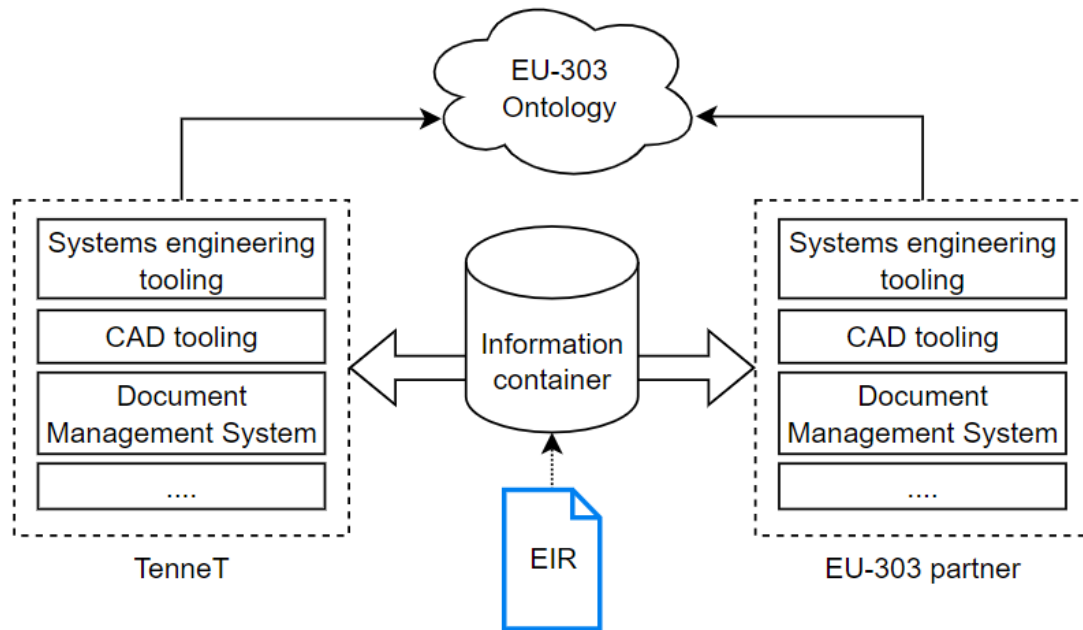 EU-303
Ontology
Systems engineering
tooling
CAD tooling
Document
Management System
....
TenneT
Information
container
EIR
Systems engineering
tooling
CAD tooling
Document
Management System
....
EU-303 partner